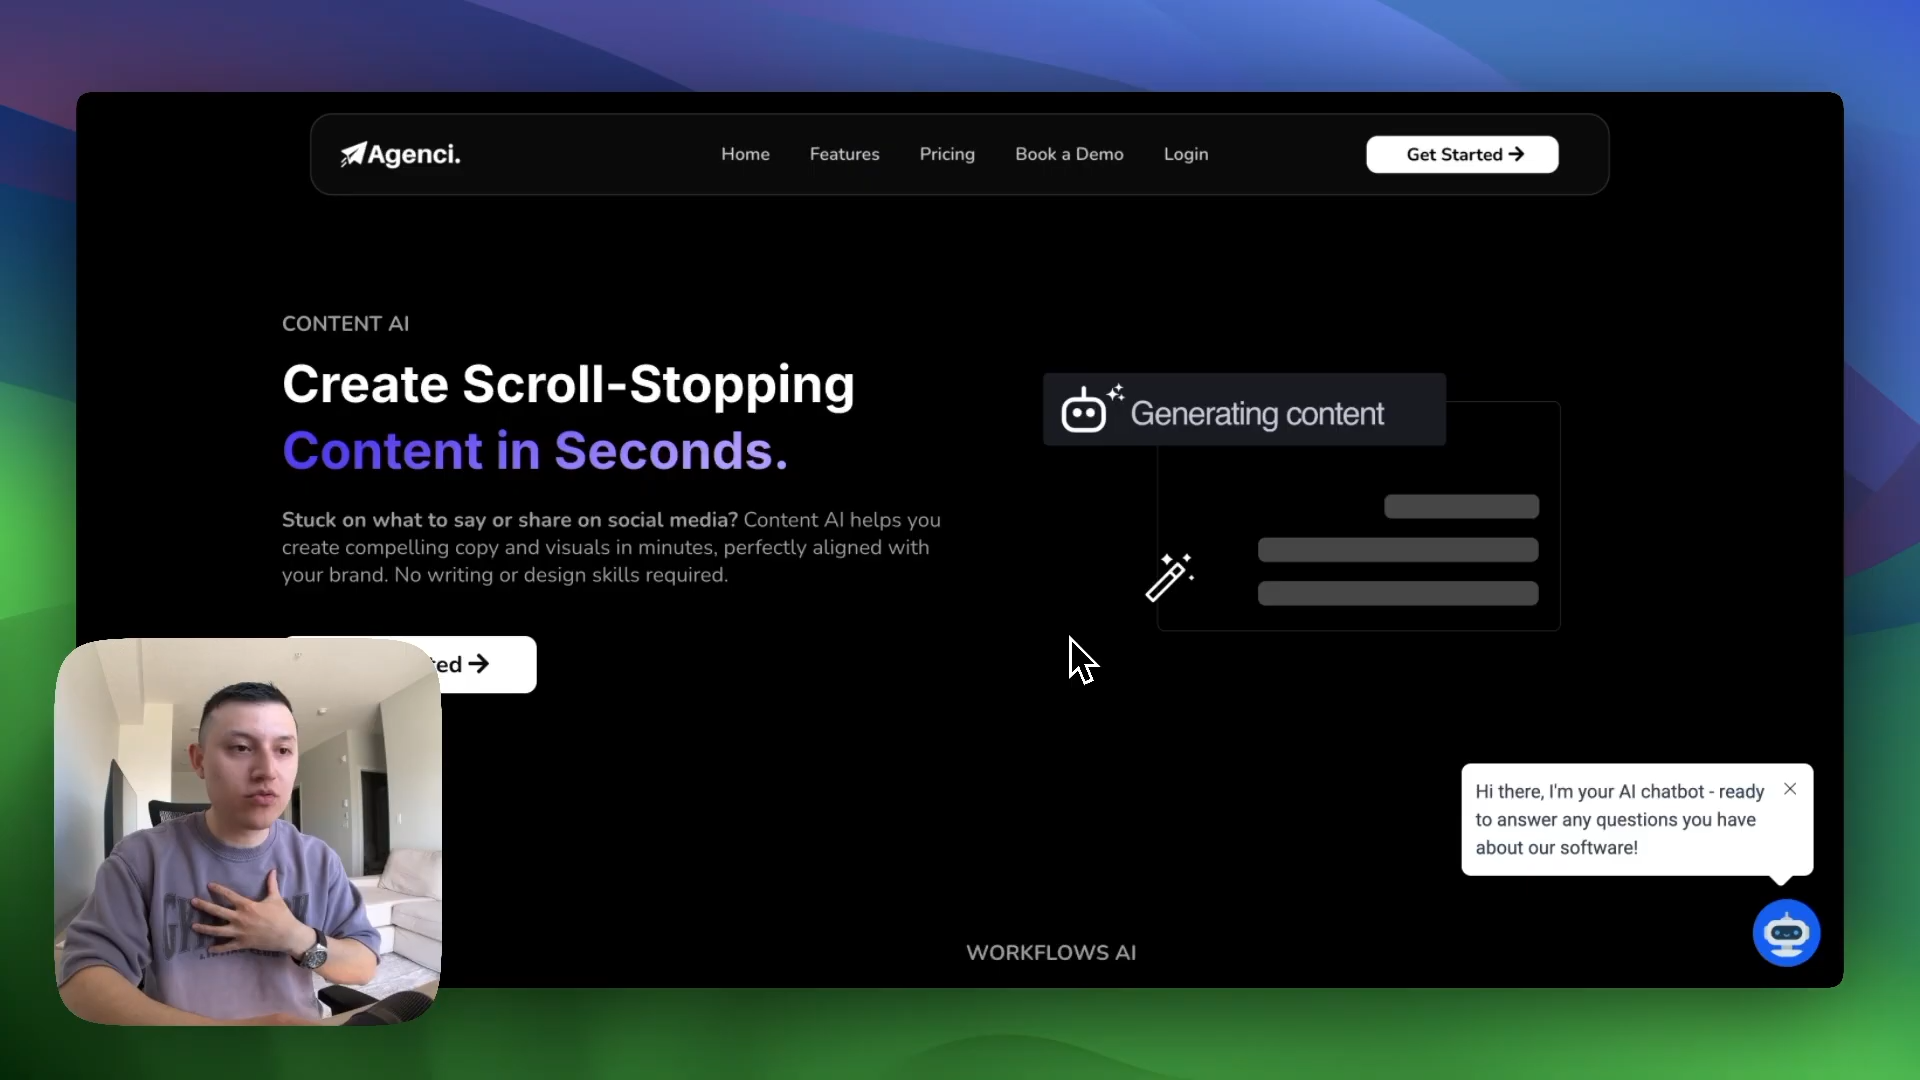 Agenci.
Home
Features
Pricing
Book a Demo
Login
Get Started →
CONTENT AI
Create Scroll-Stopping
Content in Seconds.
Stuck on what to say or share on social media? Content AI helps you
create compelling copy and visuals in minutes, perfectly aligned with
your brand. No writing or design skills required.
ted →
Generating content
Hi there, I'm your AI chatbot - ready
to answer any questions you have
about our software!
WORKFLOWS AI